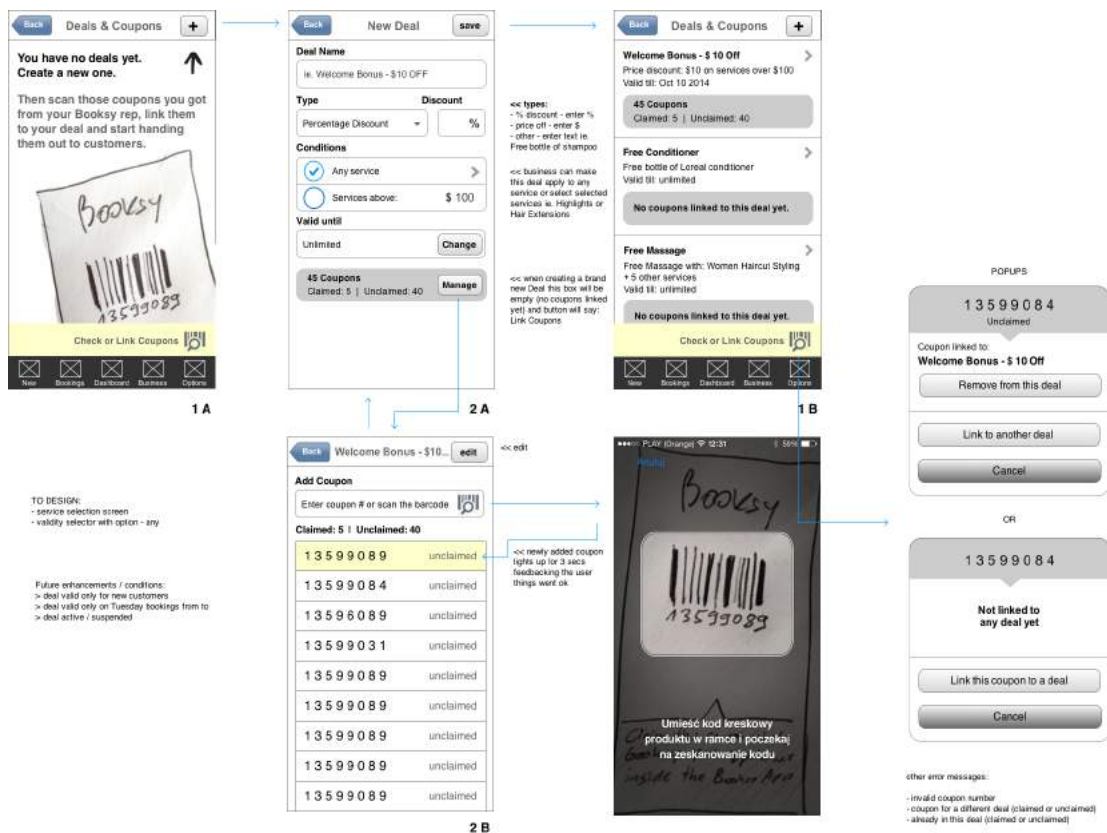 Back Deals & Coupons +
You have no deals yet.
Create a new one.
Then scan those coupons you got
from your Booksy rep, link them
to your deal and start handing
them out to customers.
Booksy
13599089
Check or Link Coupons
New Bookings Dashboard Business Options
1 A
Back New Deal save
Deal Name
ie. Welcome Bonus - $10 OFF
Type Discount
Percentage Discount %
Conditions
Any service
Services above: $ 100
Valid until
Unlimited Change
45 Coupons
Claimed: 5 | Unclaimed: 40
Manage
2 A
<< types:
- % discount - enter %
- price off - enter $
- other - enter text ie.
Free bottle of shampoo
<< business can make
this deal apply to any
service or select selected
services ie. Highlights or
Hair Extensions
<< when creating a brand
new Deal this box will be
empty (no coupons linked
yet) and button will say:
Link Coupons
Back Deals & Coupons +
Welcome Bonus - $ 10 Off
Price discount: $10 on services over $100
Valid till: Oct 10 2014
45 Coupons
Claimed: 5 | Unclaimed: 40
Free Conditioner
Free bottle of Loreal conditioner
Valid till: unlimited
No coupons linked to this deal yet.
Free Massage
Free Massage with: Women Haircut Styling
+ 5 other services
Valid till: unlimited
No coupons linked to this deal yet.
Check or Link Coupons
New Bookings Dashboard Business Options
1 B
POPUPS
13599084
Unclaimed
Coupon linked to:
Welcome Bonus - $ 10 Off
Remove from this deal
Link to another deal
Cancel
OR
13599084
Not linked to
any deal yet
Link this coupon to a deal
Cancel
other error messages:
- invalid coupon number
- coupon for a different deal (claimed or unclaimed)
- already in this deal (claimed or unclaimed)
TO DESIGN:
- service selection screen
- validity selector with option - any
Future enhancements / conditions:
> deal valid only for new customers
> deal valid only on Tuesday bookings from to
> deal active / suspended
Back Welcome Bonus - $10... edit
<< edit
Add Coupon
Enter coupon # or scan the barcode
Claimed: 5 | Unclaimed: 40
13599089 unclaimed
13599084 unclaimed
13596089 unclaimed
13599031 unclaimed
13599089 unclaimed
13599089 unclaimed
13599089 unclaimed
13599089 unclaimed
13599089 unclaimed
2 B
<< newly added coupon
lights up for 3 secs
feedbacking the user
things went ok
PLAY (Orange) 12:31 56%
Anuluj
Booksy
13599089
Umieść kod kreskowy
produktu w ramce i poczekaj
na zeskanowanie kodu
inside the Booksy App